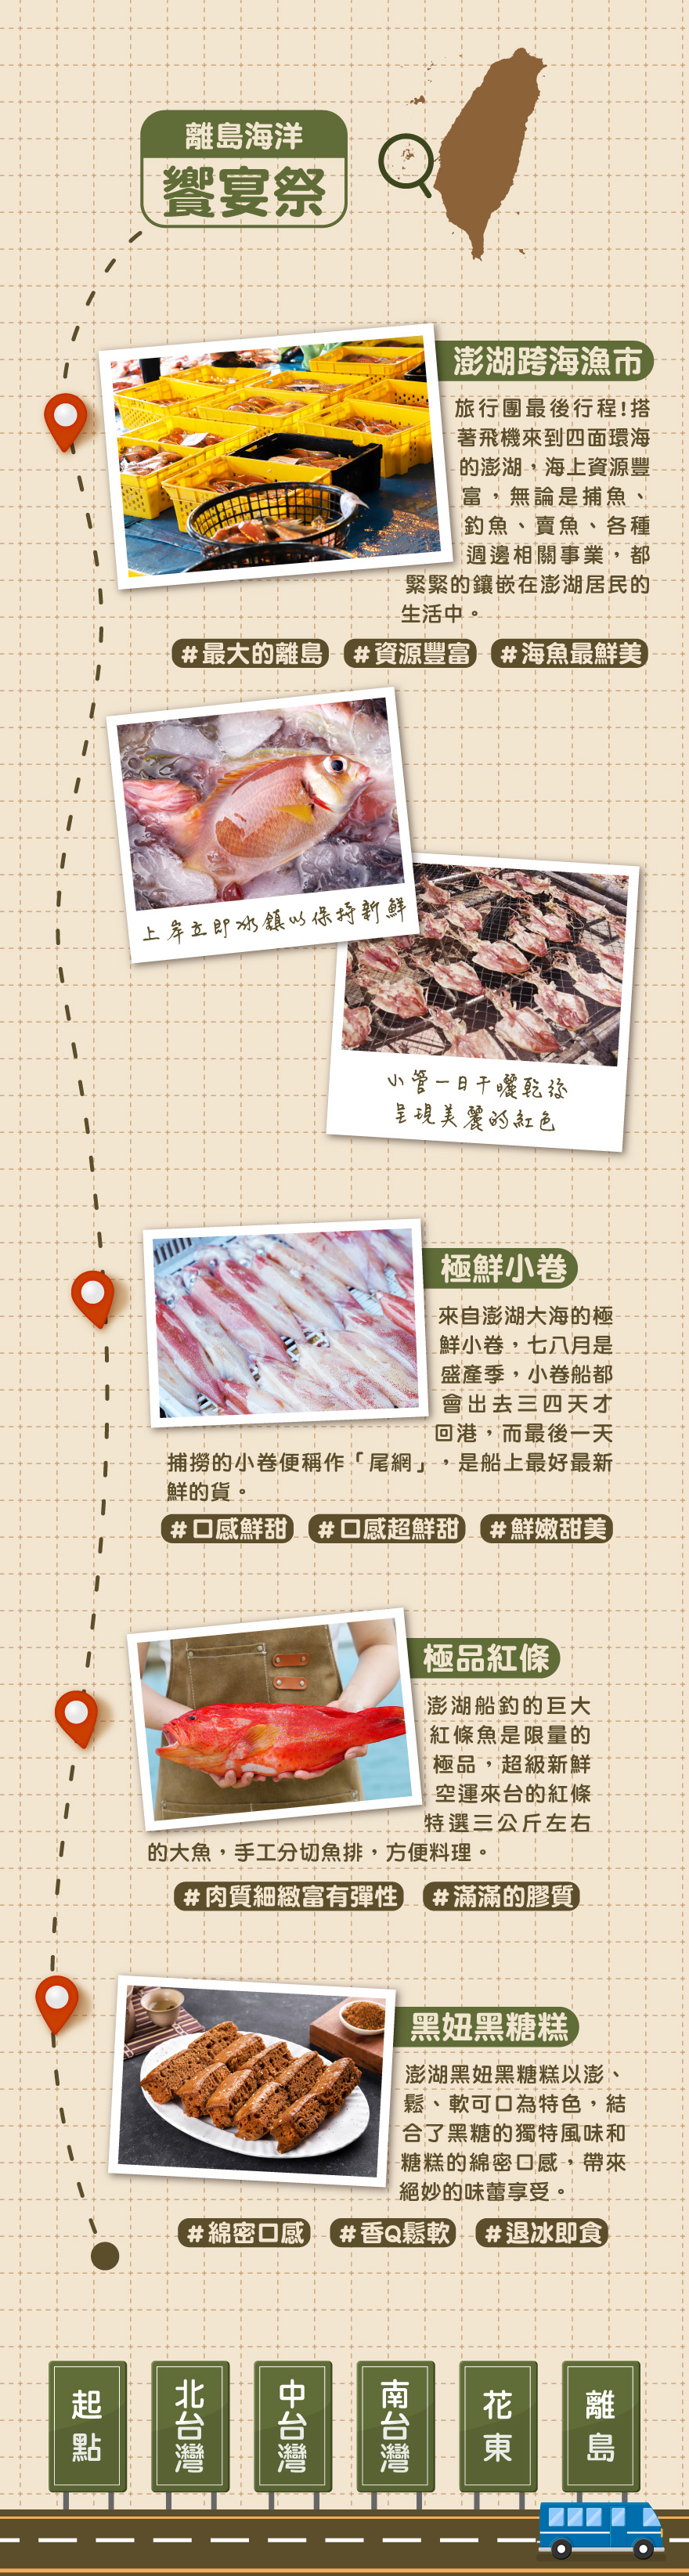 離島海洋
饗宴祭
澎湖跨海漁市
旅行團最後行程!搭
著飛機來到四面環海
的澎湖，海上資源豐
富，無論是捕魚、
釣魚、賣魚、各種
週邊相關事業，都
緊緊的鑲嵌在澎湖居民的
生活中。
#最大的離島 #資源豐富 #海魚最鮮美
上岸立即冰鎮以保持新鮮
小管一日干曬乾後
呈現美麗的紅色
極鮮小卷
來自澎湖大海的極
鮮小卷，七八月是
盛產季，小卷船都
會出去三四天才
回港，而最後一天
捕撈的小卷便稱作「尾網」，是船上最好最新
鮮的貨。
#口感鮮甜 #口感超鮮甜 #鮮嫩甜美
極品紅條
澎湖船釣的巨大
紅條魚是限量的
極品，超級新鮮
空運來台的紅條
特選三公斤左右
的大魚，手工分切魚排，方便料理。
#肉質細緻富有彈性 #滿滿的膠質
黑妞黑糖糕
澎湖黑妞黑糖糕以澎、
鬆、軟可口為特色，結
合了黑糖的獨特風味和
糖糕的綿密口感，帶來
絕妙的味蕾享受。
#綿密口感 #香Q鬆軟 #退冰即食
起點
北台灣
中台灣
南台灣
花東
離島